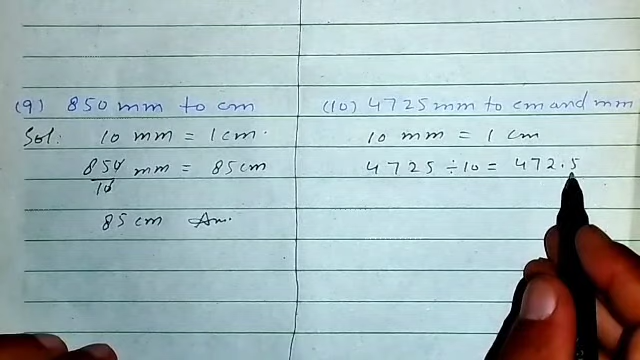 (9) 850 mm to cm
Sol: 10 mm = 1 cm.
850/10 mm = 85 cm
85 cm Ans.
(10) 4725 mm to cm and mm
10 mm = 1 cm
4725 ÷ 10 = 472.5